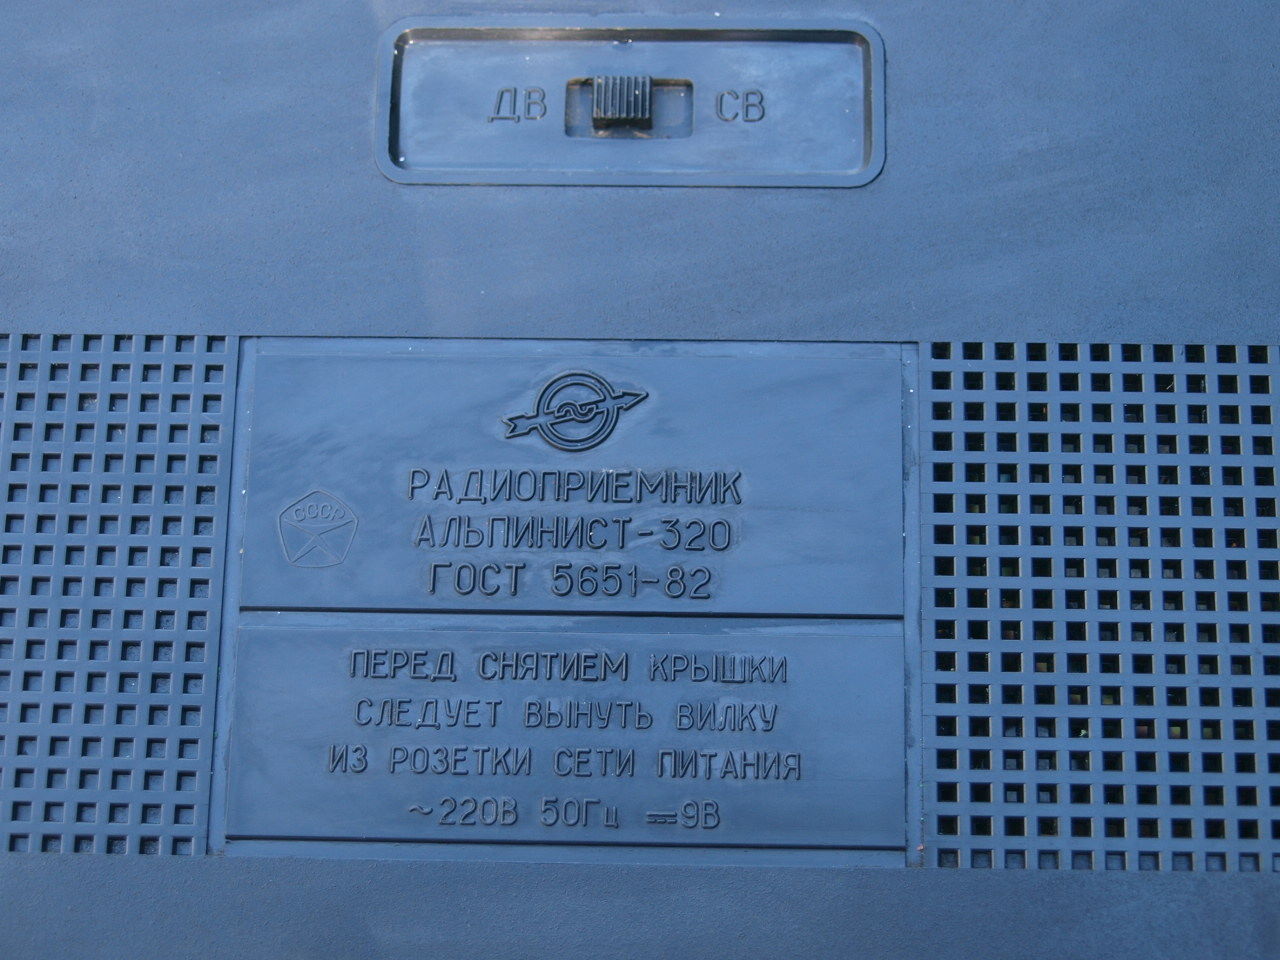 ДВ СВ
РАДИОПРИЕМНИК
СССР
АЛЬПИНИСТ-320
ГОСТ 5651-82
ПЕРЕД СНЯТИЕМ КРЫШКИ
СЛЕДУЕТ ВЫНУТЬ ВИЛКУ
ИЗ РОЗЕТКИ СЕТИ ПИТАНИЯ
~220В 50Гц ⎓9В